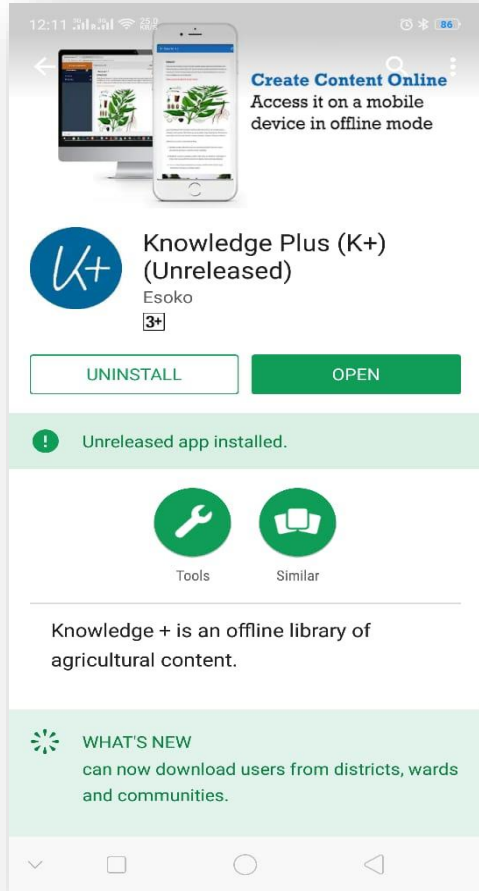 12:11
86
Create Content Online
Access it on a mobile
device in offline mode
K+
Knowledge Plus (K+)
(Unreleased)
Esoko
3+
UNINSTALL
OPEN
Unreleased app installed.
Tools
Similar
Knowledge + is an offline library of
agricultural content.
WHAT'S NEW
can now download users from districts, wards
and communities.